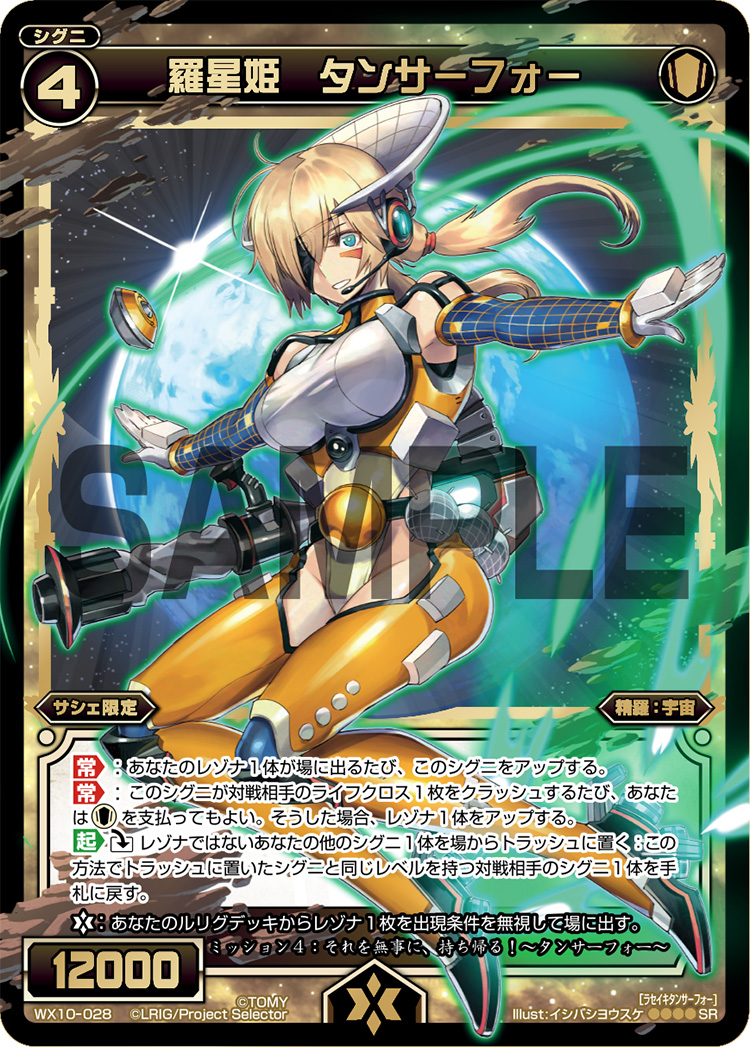 シグニ
4
羅星姫 タンサーフォー
SAMPLE
サシェ限定
精羅:宇宙
常:あなたのレゾナ1体が場に出るたび、このシグニをアップする。
常:このシグニが対戦相手のライフクロス1枚をクラッシュするたび、あなた
はを支払ってもよい。そうした場合、レゾナ1体をアップする。
起 レゾナではないあなたの他のシグニ1体を場からトラッシュに置く:この
方法でトラッシュに置いたシグニと同じレベルを持つ対戦相手のシグニ1体を手
札に戻す。
:あなたのルリグデッキからレゾナ1枚を出現条件を無視して場に出す。
ミッション4:それを無事に、持ち帰る!~タンサーフォー~
12000
©TOMY
[ラセイキタンサーフォー]
WX10-028 ©LRIG/Project Selector
Illust:イシバシヨウスケ
SR